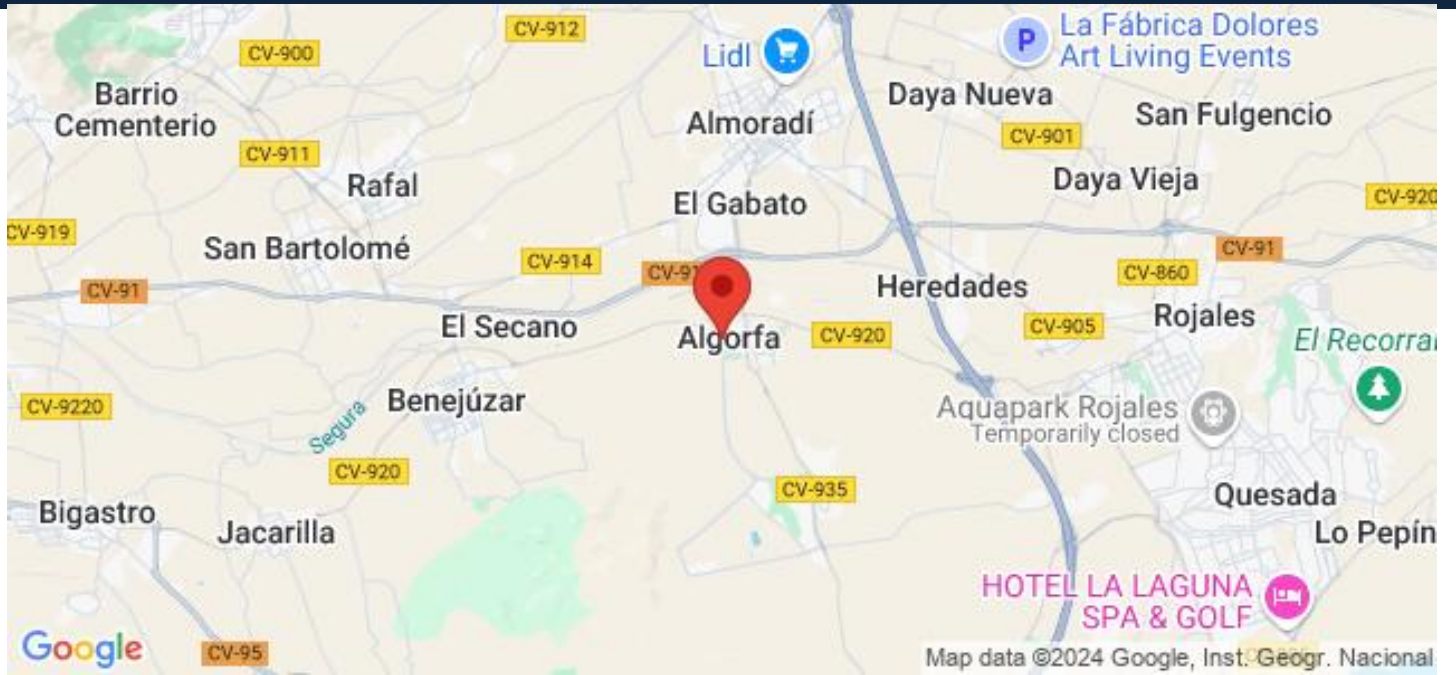 CV-912
CV-900
Lidl
La Fábrica Dolores
Art Living Events
Barrio
Cementerio
Daya Nueva
San Fulgencio
Almoradí
CV-901
CV-911
Rafal
Daya Vieja
El Gabato
CV-920
CV-919
San Bartolomé
CV-914
CV-91
CV-91
CV-860
CV-91
Heredades
El Secano
Algorfa
CV-920
CV-905
Rojales
El Recorral
CV-9220
Benejúzar
Segura
Aquapark Rojales
Temporarily closed
CV-920
CV-935
Quesada
Bigastro
Jacarilla
Lo Pepín
HOTEL LA LAGUNA
SPA & GOLF
Google
CV-95
Map data ©2024 Google, Inst. Geogr. Nacional